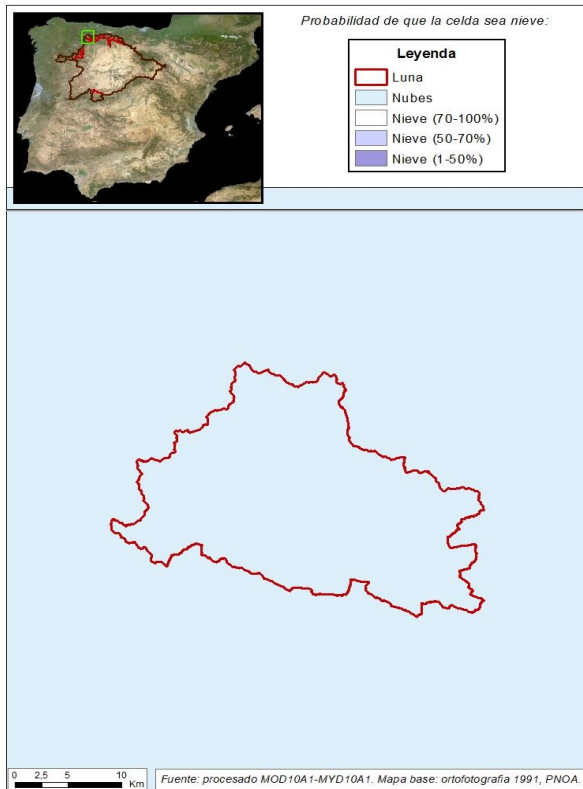 Probabilidad de que la celda sea nieve:
Leyenda
Luna
Nubes
Nieve (70-100%)
Nieve (50-70%)
Nieve (1-50%)
0 2,5 5 10
Km
Fuente: procesado MOD10A1-MYD10A1. Mapa base: ortofotografia 1991, PNOA.